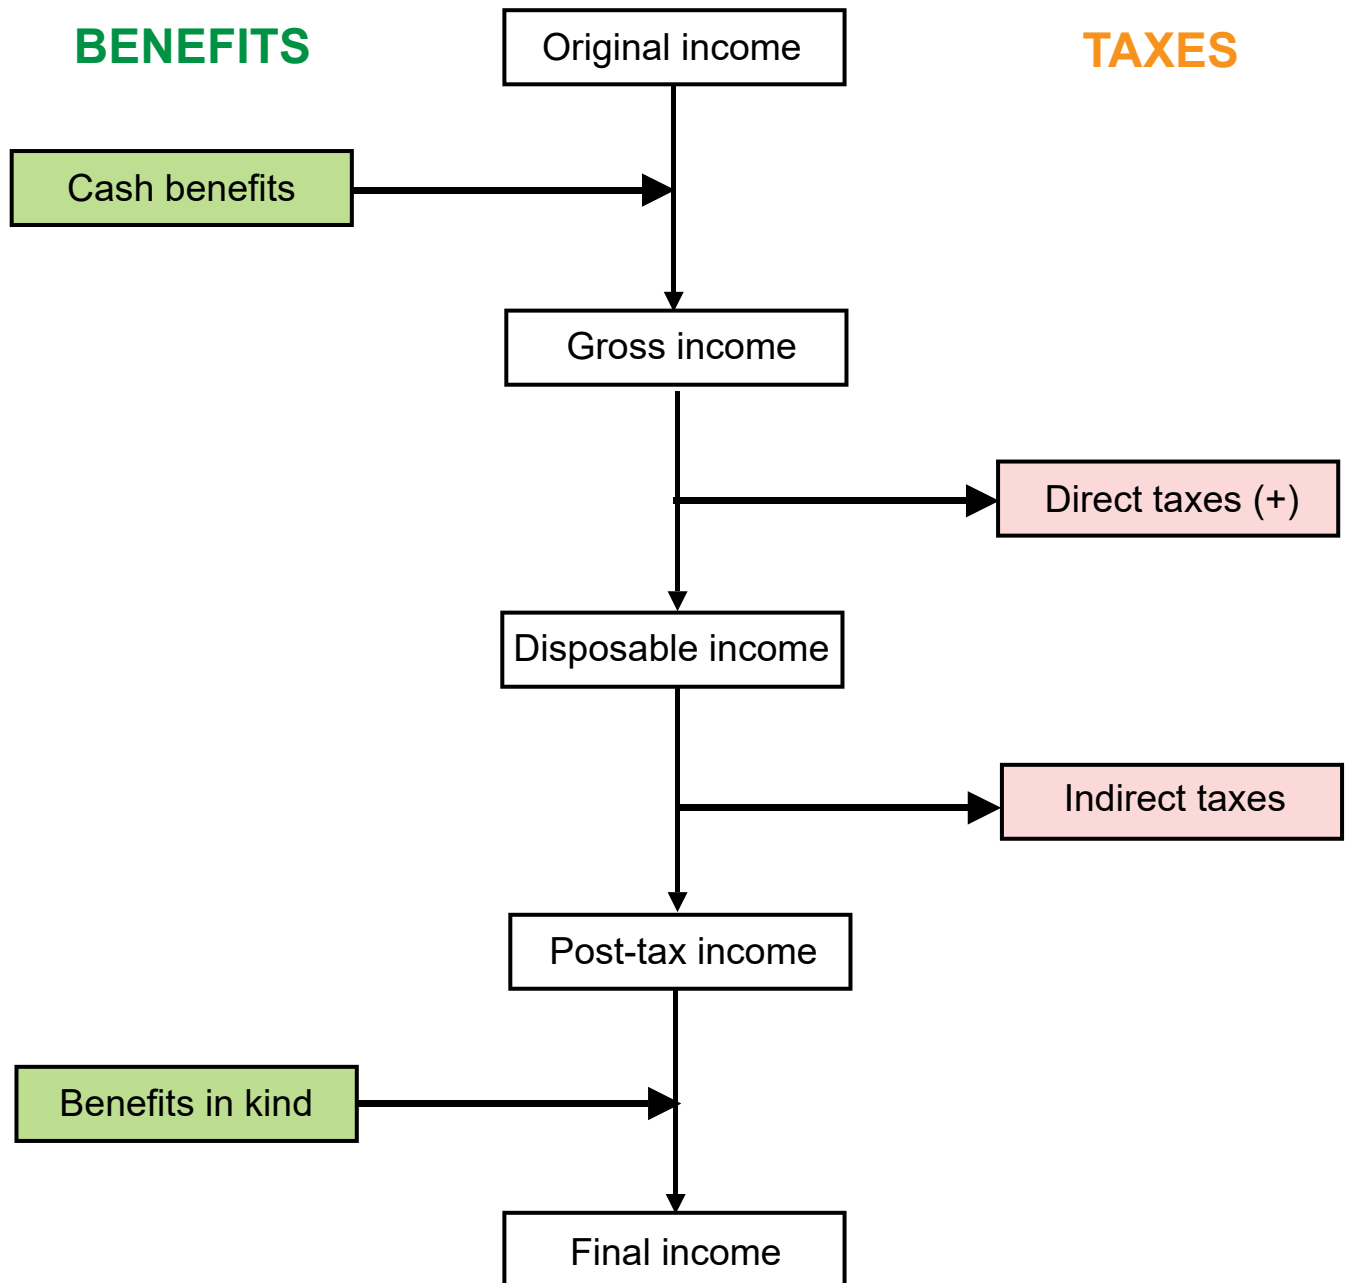 BENEFITS
Original income
TAXES
Cash benefits
Gross income
Direct taxes (+)
Disposable income
Indirect taxes
Post-tax income
Benefits in kind
Final income